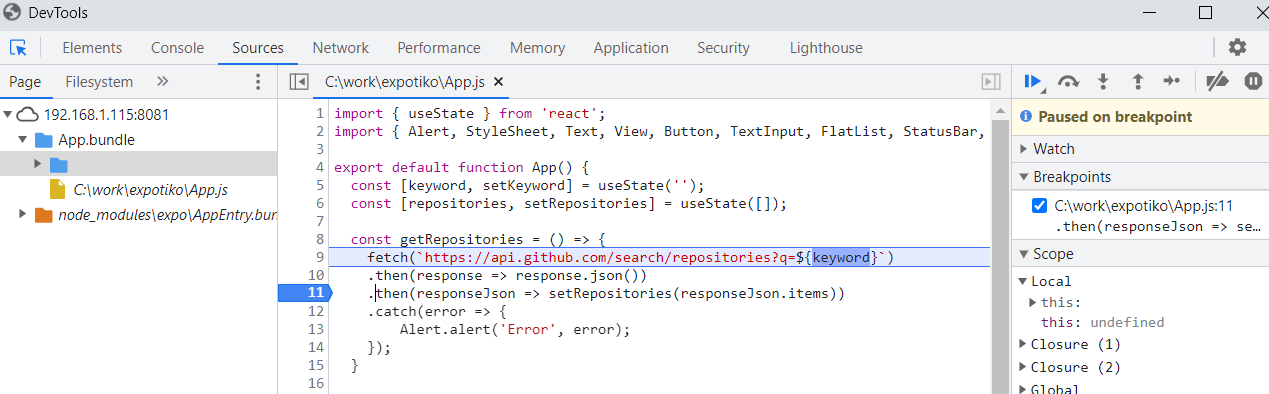 DevTools
Elements Console Sources Network Performance Memory Application Security Lighthouse
Page Filesystem
C:\work\expotiko\App.js
192.168.1.115:8081
App.bundle
C:\work\expotiko\App.js
node_modules\expo\AppEntry.bun
1 import { useState } from 'react';
2 import { Alert, StyleSheet, Text, View, Button, TextInput, FlatList, StatusBar,
3
4 export default function App() {
5 const [keyword, setKeyword] = useState('');
6 const [repositories, setRepositories] = useState([]);
7
8 const getRepositories = () => {
9 fetch(`https://api.github.com/search/repositories?q=${keyword}`)
10 .then(response => response.json())
11 .then(responseJson => setRepositories(responseJson.items))
12 .catch(error => {
13 Alert.alert('Error', error);
14 });
15 }
16
Paused on breakpoint
Watch
Breakpoints
C:\work\expotiko\App.js:11
.then(responseJson => se…
Scope
Local
this:
this: undefined
Closure (1)
Closure (2)
Global